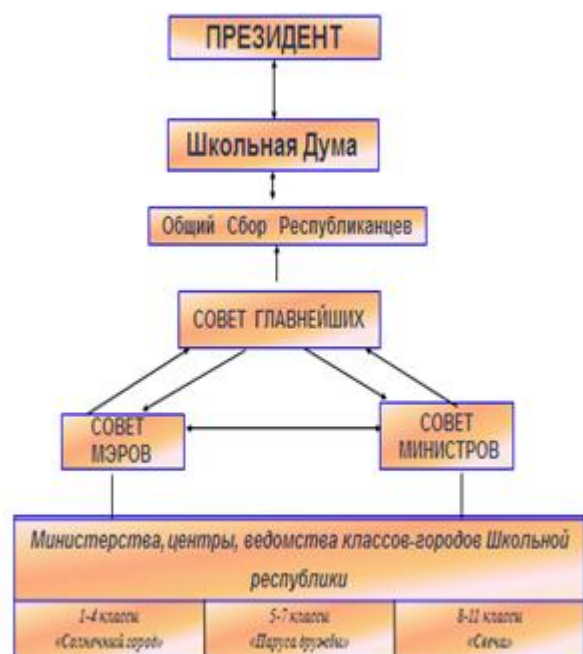 ПРЕЗИДЕНТ
Школьная Дума
Общий Сбор Республиканцев
СОВЕТ ГЛАВНЕЙШИХ
СОВЕТ
МЭРОВ
СОВЕТ
МИНИСТРОВ
Министерства, центры, ведомства классов-городов Школьной
республики
1-4 классы
«Солнечный город»
5-7 классы
«Паруса дружбы»
8-11 классы
«Свеча»